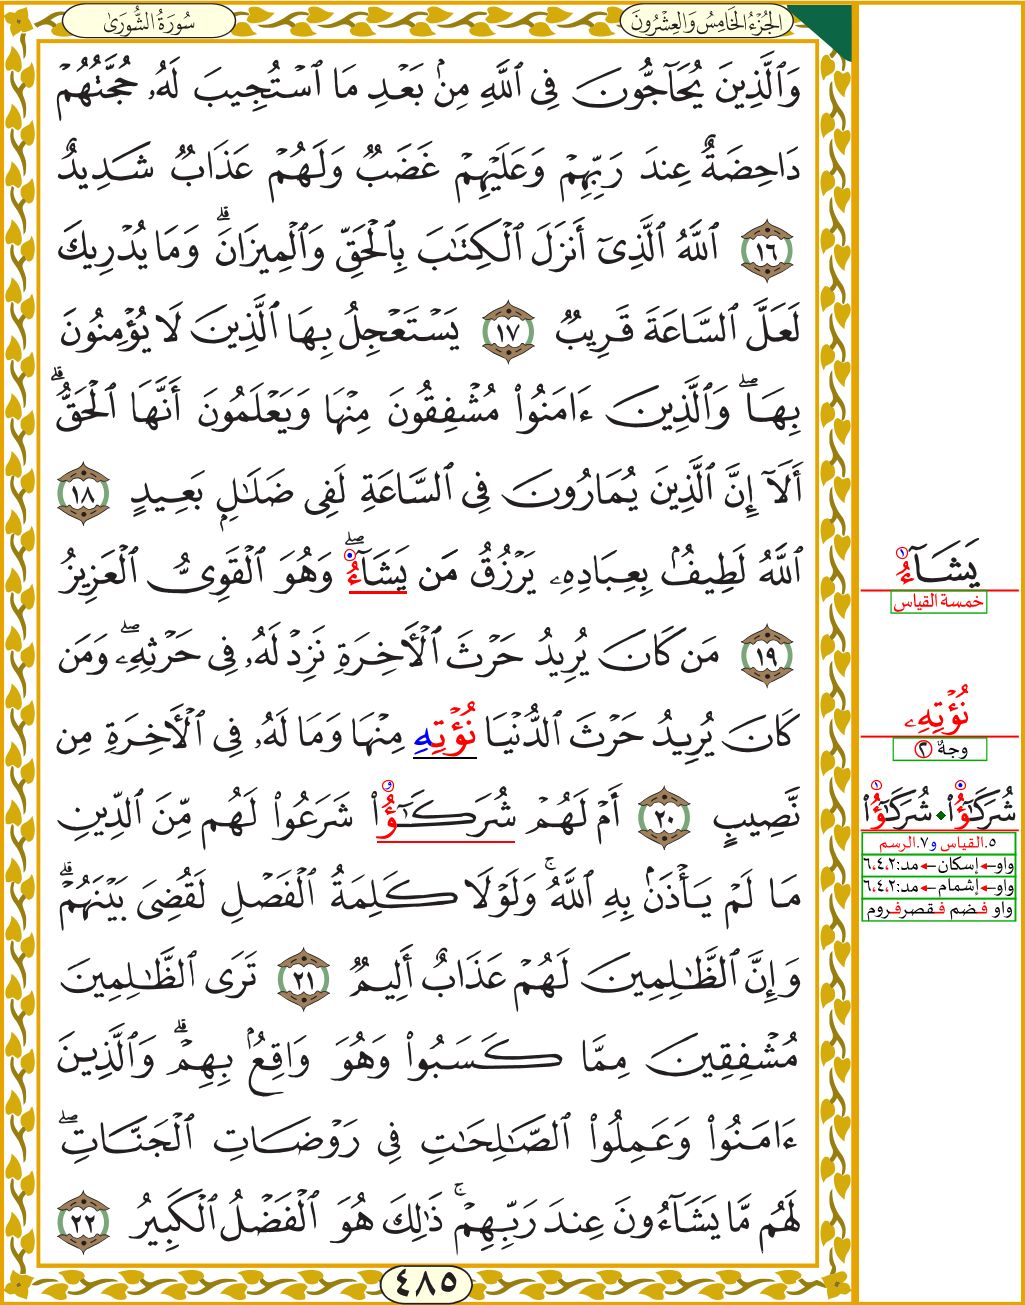 الجُزْءُ الخَامِسُ وَالعِشْرُونَ
سُورَةُ الشُّورَىٰ
وَٱلَّذِينَ يُحَآجُّونَ فِى ٱللَّهِ مِنۢ بَعْدِ مَا ٱسْتُجِيبَ لَهُۥ حُجَّتُهُمْ
دَاحِضَةٌ عِندَ رَبِّهِمْ وَعَلَيْهِمْ غَضَبٌ وَلَهُمْ عَذَابٌ شَدِيدٌ
١٦ ٱللَّهُ ٱلَّذِىٓ أَنزَلَ ٱلْكِتَٰبَ بِٱلْحَقِّ وَٱلْمِيزَانَ ۗ وَمَا يُدْرِيكَ
لَعَلَّ ٱلسَّاعَةَ قَرِيبٌ ١٧ يَسْتَعْجِلُ بِهَا ٱلَّذِينَ لَا يُؤْمِنُونَ
بِهَا ۖ وَٱلَّذِينَ ءَامَنُوا۟ مُشْفِقُونَ مِنْهَا وَيَعْلَمُونَ أَنَّهَا ٱلْحَقُّ ۗ
أَلَآ إِنَّ ٱلَّذِينَ يُمَارُونَ فِى ٱلسَّاعَةِ لَفِى ضَلَٰلٍۭ بَعِيدٍ ١٨
ٱللَّهُ لَطِيفٌۢ بِعِبَادِهِۦ يَرْزُقُ مَن يَشَآءُ ۖ وَهُوَ ٱلْقَوِىُّ ٱلْعَزِيزُ
١٩ مَن كَانَ يُرِيدُ حَرْثَ ٱلْأَخِرَةِ نَزِدْ لَهُۥ فِى حَرْثِهِۦ ۖ وَمَن
كَانَ يُرِيدُ حَرْثَ ٱلدُّنْيَا نُؤْتِهِ مِنْهَا وَمَا لَهُۥ فِى ٱلْأَخِرَةِ مِن
نَّصِيبٍ ٢٠ أَمْ لَهُمْ شُرَكَٰٓؤُا۟ شَرَعُوا۟ لَهُم مِّنَ ٱلدِّينِ
مَا لَمْ يَأْذَنۢ بِهِ ٱللَّهُ ۚ وَلَوْلَا كَلِمَةُ ٱلْفَصْلِ لَقُضِىَ بَيْنَهُمْ ۗ
وَإِنَّ ٱلظَّٰلِمِينَ لَهُمْ عَذَابٌ أَلِيمٌ ٢١ تَرَى ٱلظَّٰلِمِينَ
مُشْفِقِينَ مِمَّا كَسَبُوا۟ وَهُوَ وَاقِعٌۢ بِهِمْ ۗ وَٱلَّذِينَ
ءَامَنُوا۟ وَعَمِلُوا۟ ٱلصَّٰلِحَٰتِ فِى رَوْضَاتِ ٱلْجَنَّاتِ ۖ
لَهُم مَّا يَشَآءُونَ عِندَ رَبِّهِمْ ۚ ذَٰلِكَ هُوَ ٱلْفَضْلُ ٱلْكَبِيرُ ٢٢
٤٨٥
يَشَآءُ
خمسة القياس
نُؤْتِهِۦ
وجهٌ ٢
شُرَكَٰٓؤُا۟ شُرَكَٰٓؤُا۟
٥.القياس و٧.الرسم
واو←إسكان←مد:٦،٤،٢
واو←إشمام←مد:٦،٤،٢
واو فضم فقصر فروم